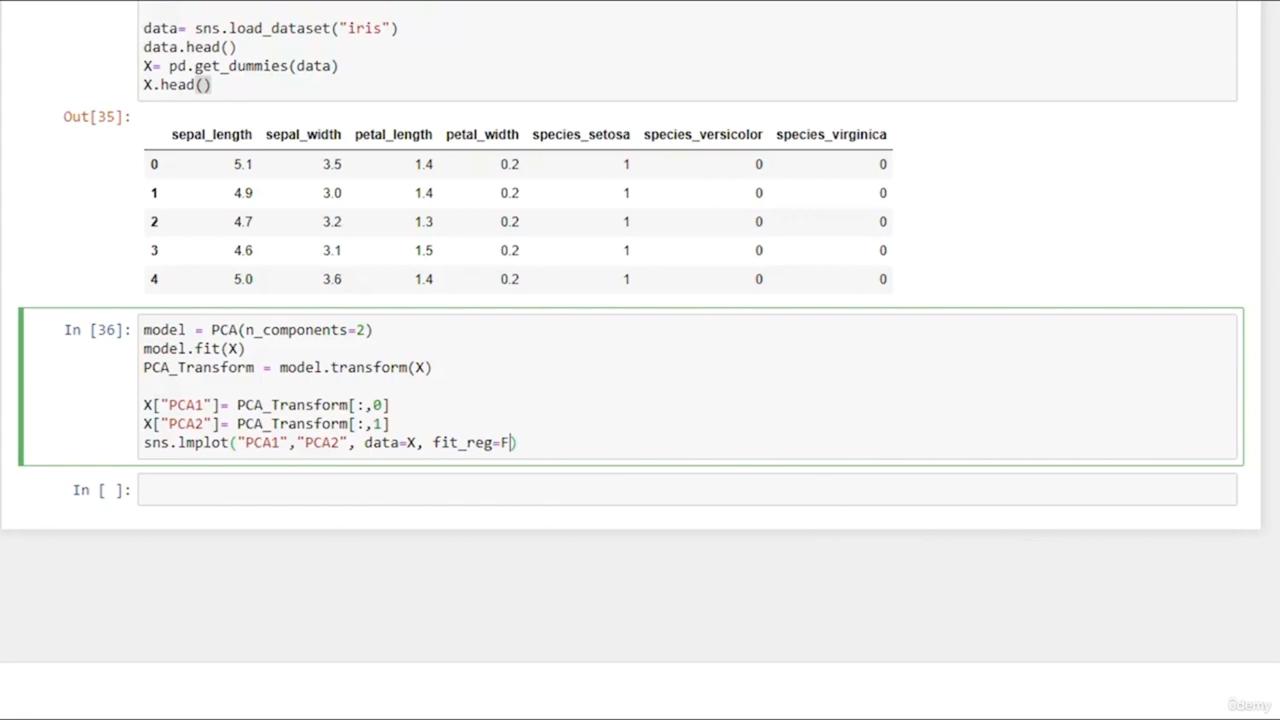 data= sns.load_dataset("iris")
data.head()
X= pd.get_dummies(data)
X.head()
Out[35]:
sepal_length sepal_width petal_length petal_width species_setosa species_versicolor species_virginica
0 5.1 3.5 1.4 0.2 1 0 0
1 4.9 3.0 1.4 0.2 1 0 0
2 4.7 3.2 1.3 0.2 1 0 0
3 4.6 3.1 1.5 0.2 1 0 0
4 5.0 3.6 1.4 0.2 1 0 0
In [36]: model = PCA(n_components=2)
model.fit(X)
PCA_Transform = model.transform(X)
X["PCA1"]= PCA_Transform[:,0]
X["PCA2"]= PCA_Transform[:,1]
sns.lmplot("PCA1","PCA2", data=X, fit_reg=F)
In [ ]:
ûdemy